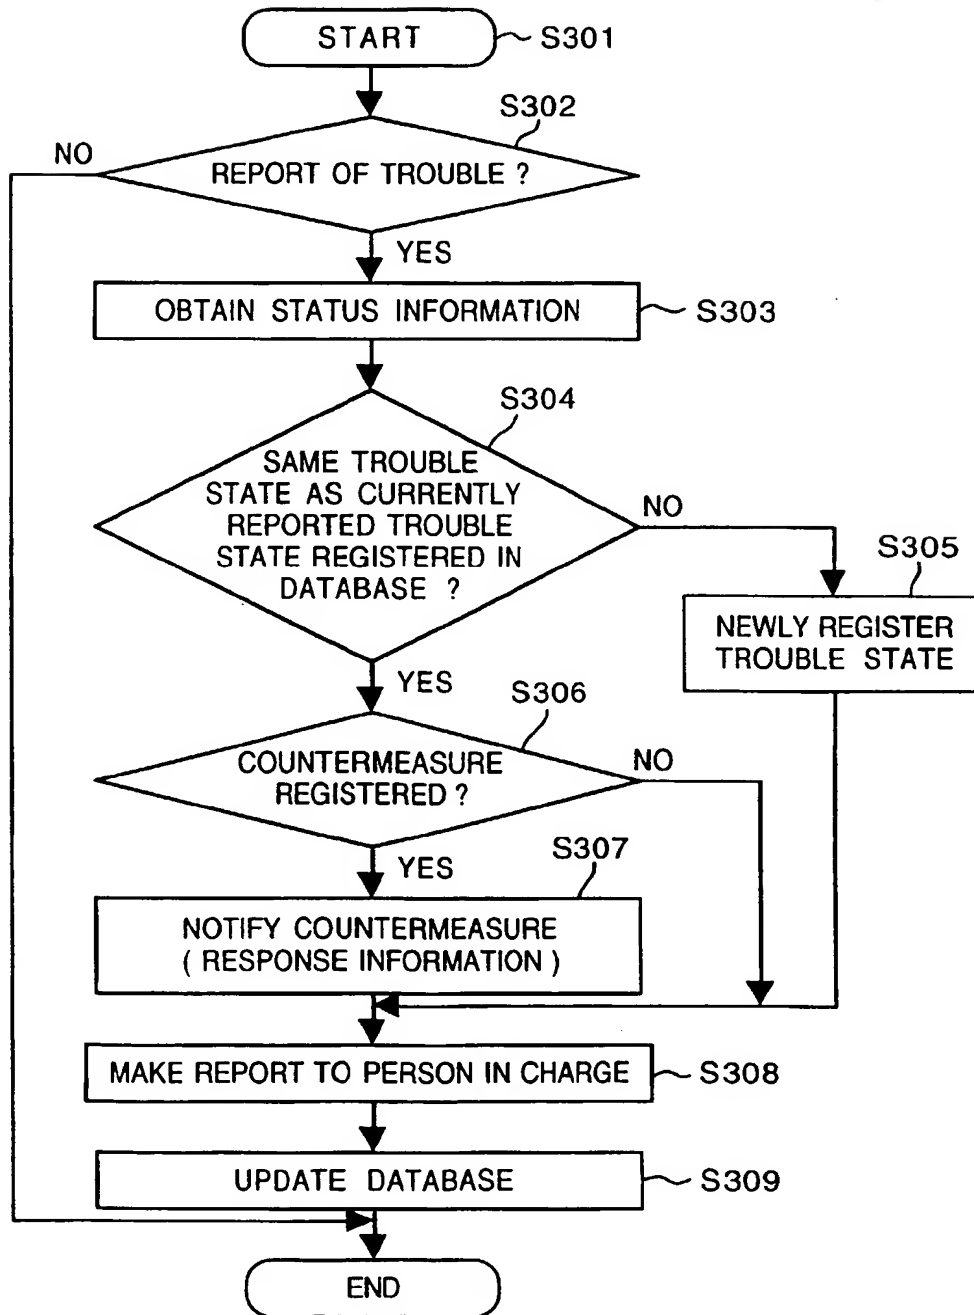 START
S301
S302
NO
REPORT OF TROUBLE ?
YES
OBTAIN STATUS INFORMATION
S303
S304
SAME TROUBLE
STATE AS CURRENTLY
REPORTED TROUBLE
STATE REGISTERED IN
DATABASE ?
NO
S305
NEWLY REGISTER
TROUBLE STATE
YES
S306
COUNTERMEASURE
REGISTERED ?
NO
YES
S307
NOTIFY COUNTERMEASURE
( RESPONSE INFORMATION )
MAKE REPORT TO PERSON IN CHARGE
S308
UPDATE DATABASE
S309
END